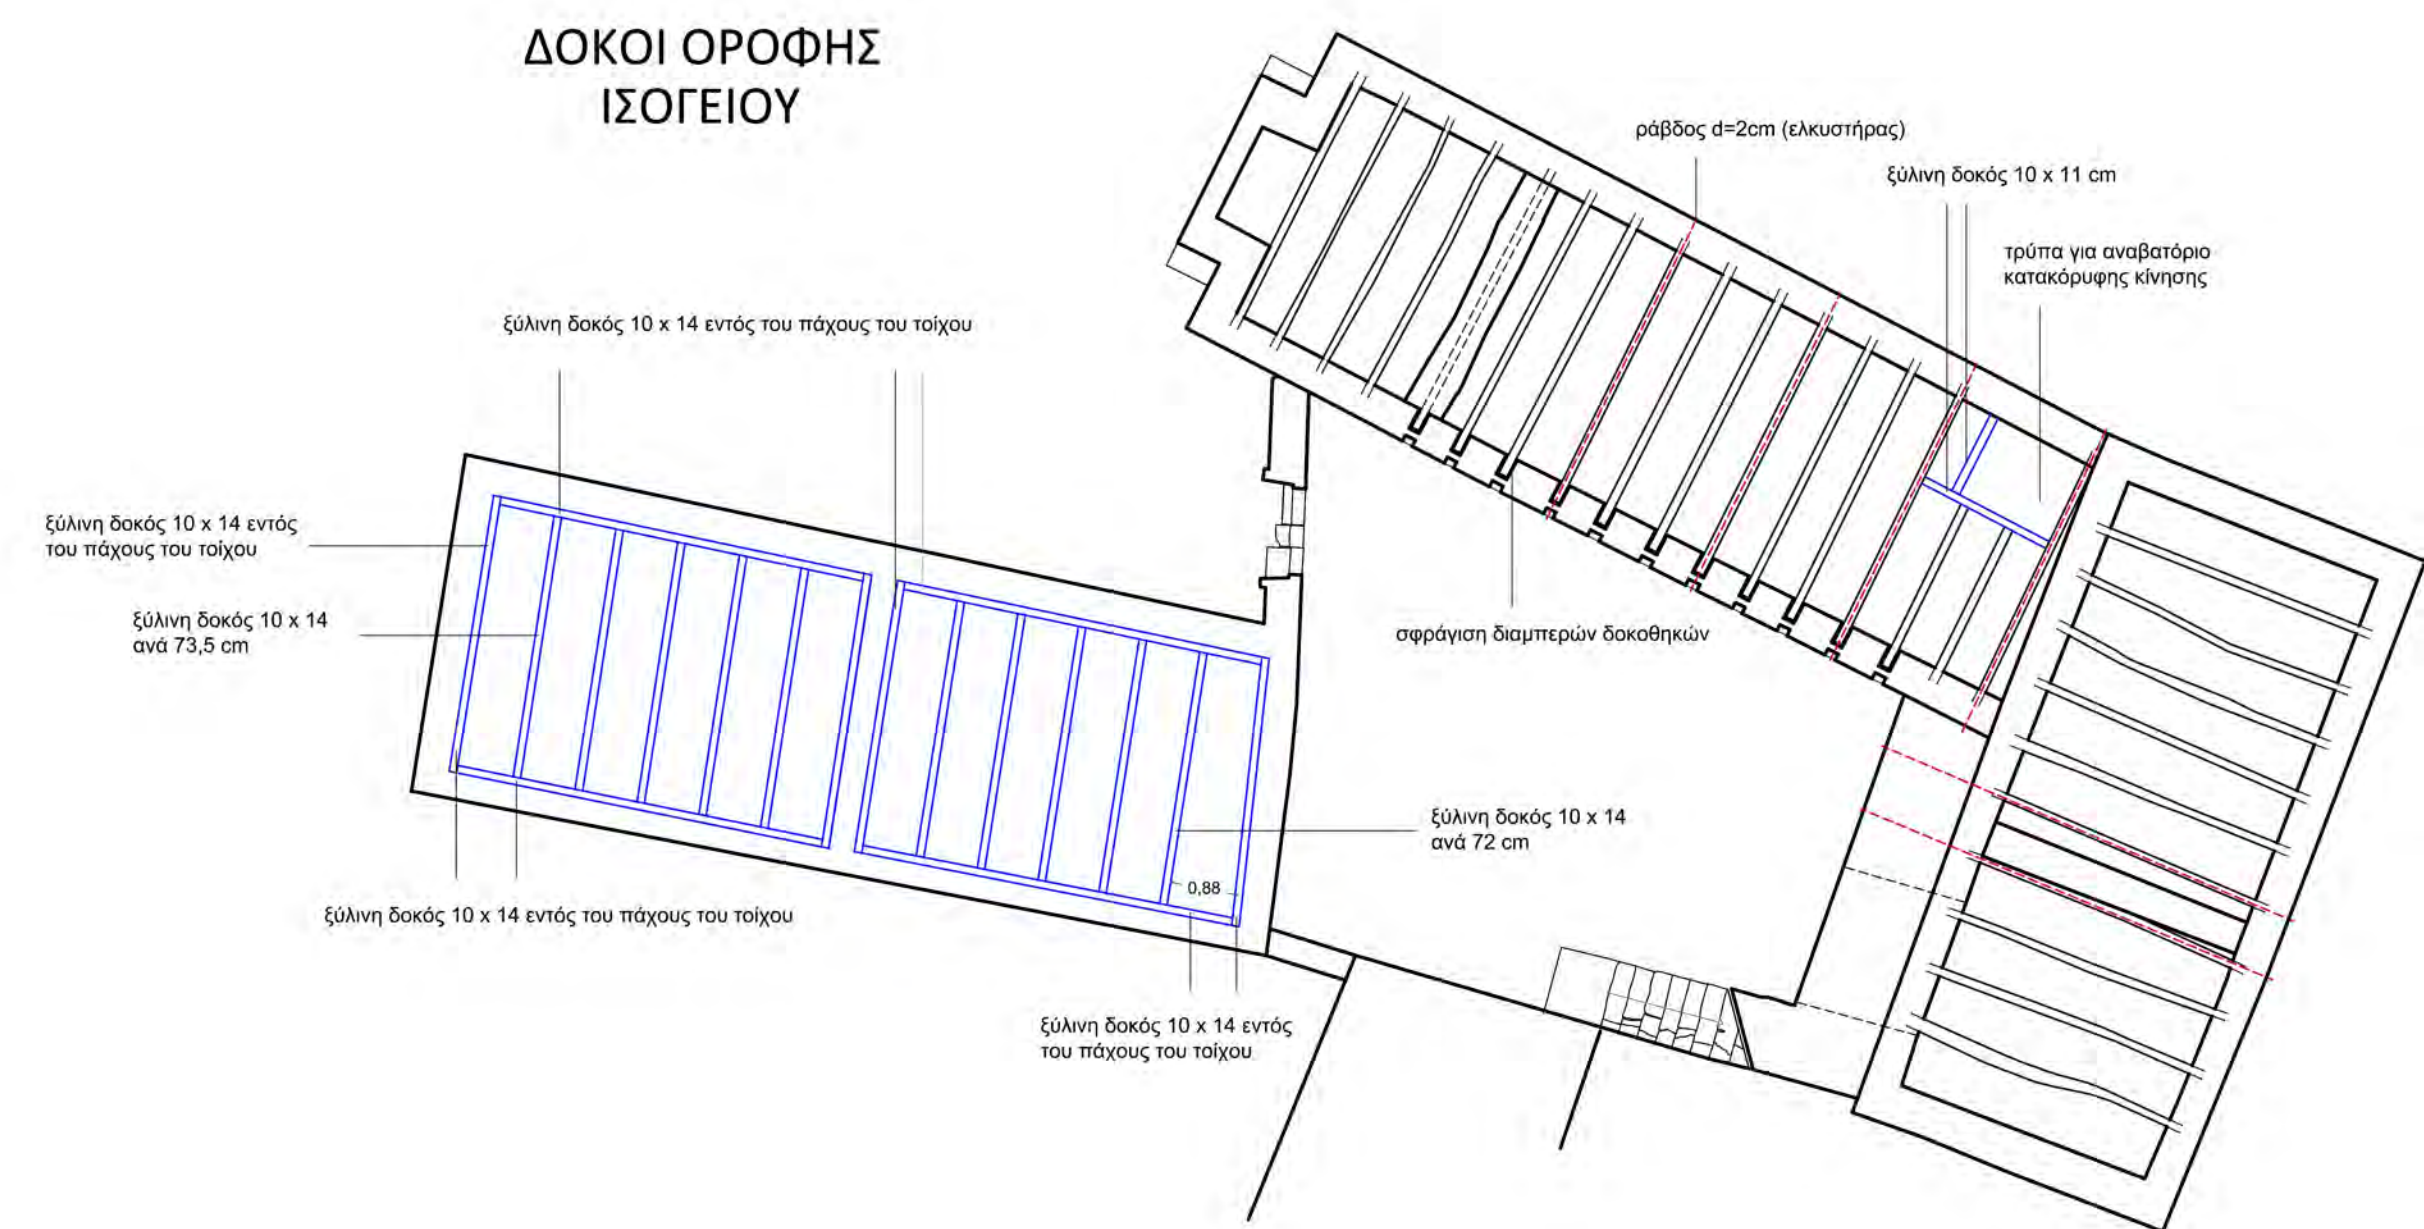 ΔΟΚΟΙ ΟΡΟΦΗΣ
ΙΣΟΓΕΙΟΥ
ράβδος d=2cm (ελκυστήρας)
ξύλινη δοκός 10 x 11 cm
τρύπα για αναβατόριο
κατακόρυφης κίνησης
ξύλινη δοκός 10 x 14 εντός του πάχους του τοίχου
ξύλινη δοκός 10 x 14 εντός
του πάχους του τοίχου
ξύλινη δοκός 10 x 14
ανά 73,5 cm
σφράγιση διαμπερών δοκοθηκών
ξύλινη δοκός 10 x 14
ανά 72 cm
0,88
ξύλινη δοκός 10 x 14 εντός του πάχους του τοίχου
ξύλινη δοκός 10 x 14 εντός
του πάχους του τοίχου